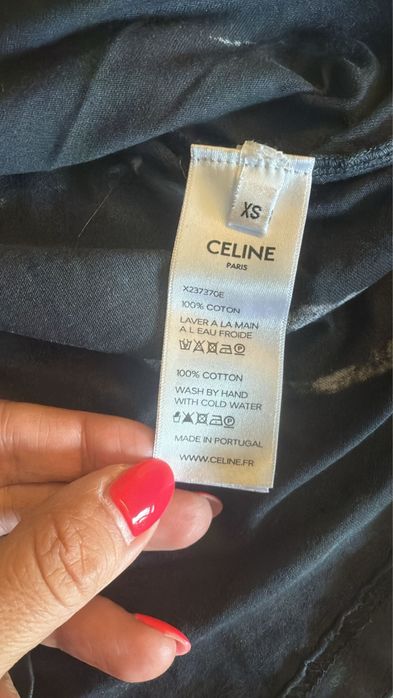 XS
CELINE
PARIS
X237370E
100% COTON
LAVER A LA MAIN
A L EAU FROIDE
100% COTTON
WASH BY HAND
WITH COLD WATER
MADE IN PORTUGAL
WWW.CELINE.FR